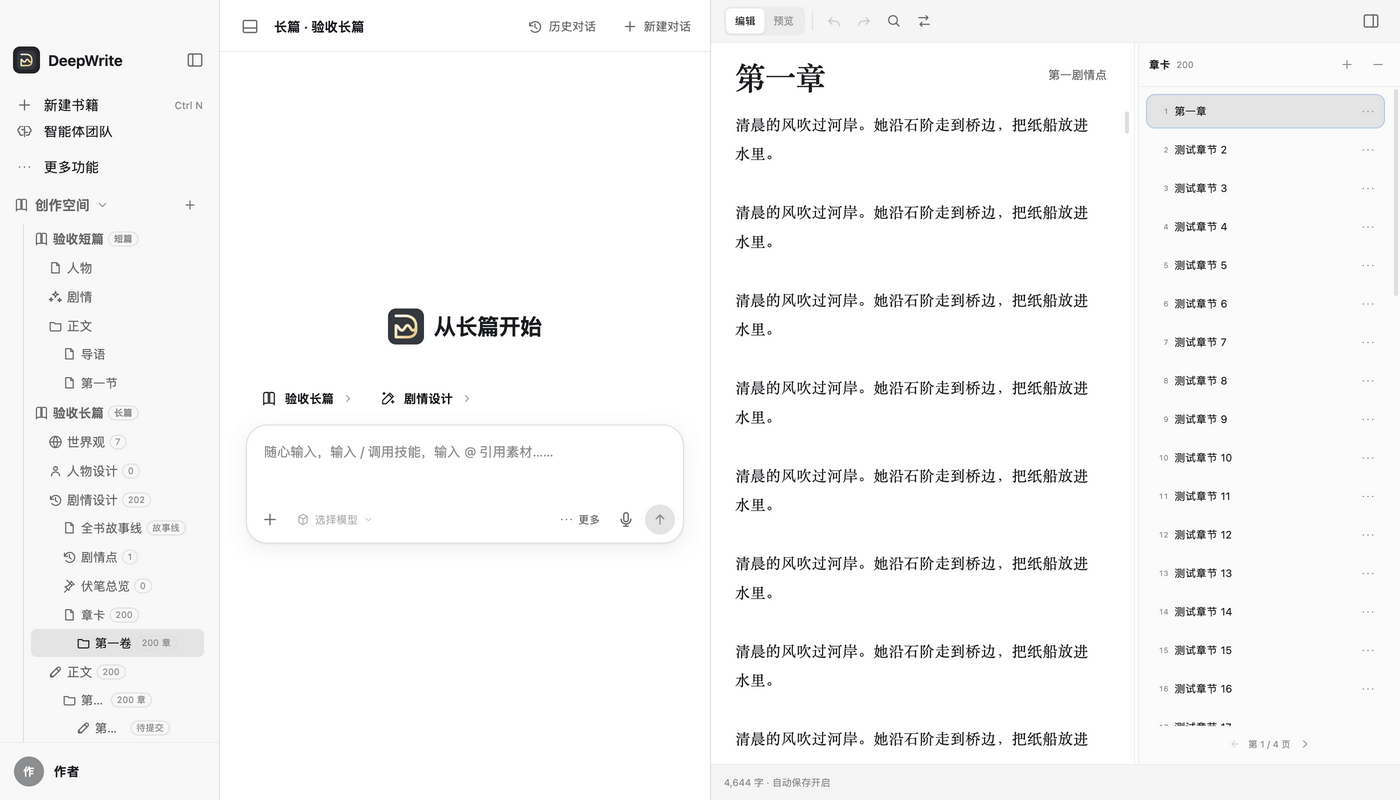 DeepWrite
新建书籍 Ctrl N
智能体团队
··· 更多功能
创作空间
验收短篇 短篇
人物
剧情
正文
导语
第一节
验收长篇 长篇
世界观 7
人物设计 0
剧情设计 202
全书故事线 故事线
剧情点 1
伏笔总览 0
章卡 200
第一卷 200 章
正文 200
第... 200 章
第... 待提交
作 作者
长篇 · 验收长篇
历史对话
新建对话
从长篇开始
验收长篇
剧情设计
随心输入，输入 / 调用技能，输入 @ 引用素材......
选择模型
··· 更多
编辑 预览
第一章
第一剧情点
清晨的风吹过河岸。她沿石阶走到桥边，把纸船放进
水里。
清晨的风吹过河岸。她沿石阶走到桥边，把纸船放进
水里。
清晨的风吹过河岸。她沿石阶走到桥边，把纸船放进
水里。
清晨的风吹过河岸。她沿石阶走到桥边，把纸船放进
水里。
清晨的风吹过河岸。她沿石阶走到桥边，把纸船放进
水里。
清晨的风吹过河岸。她沿石阶走到桥边，把纸船放进
水里。
清晨的风吹过河岸。她沿石阶走到桥边，把纸船放进
水里。
清晨的风吹过河岸。她沿石阶走到桥边，把纸船放进
4,644 字 · 自动保存开启
章卡 200
1 第一章 ···
2 测试章节 2 ···
3 测试章节 3 ···
4 测试章节 4 ···
5 测试章节 5 ···
6 测试章节 6 ···
7 测试章节 7 ···
8 测试章节 8 ···
9 测试章节 9 ···
10 测试章节 10 ···
11 测试章节 11 ···
12 测试章节 12 ···
13 测试章节 13 ···
14 测试章节 14 ···
15 测试章节 15 ···
16 测试章节 16 ···
17 测试章节 17
第 1 / 4 页